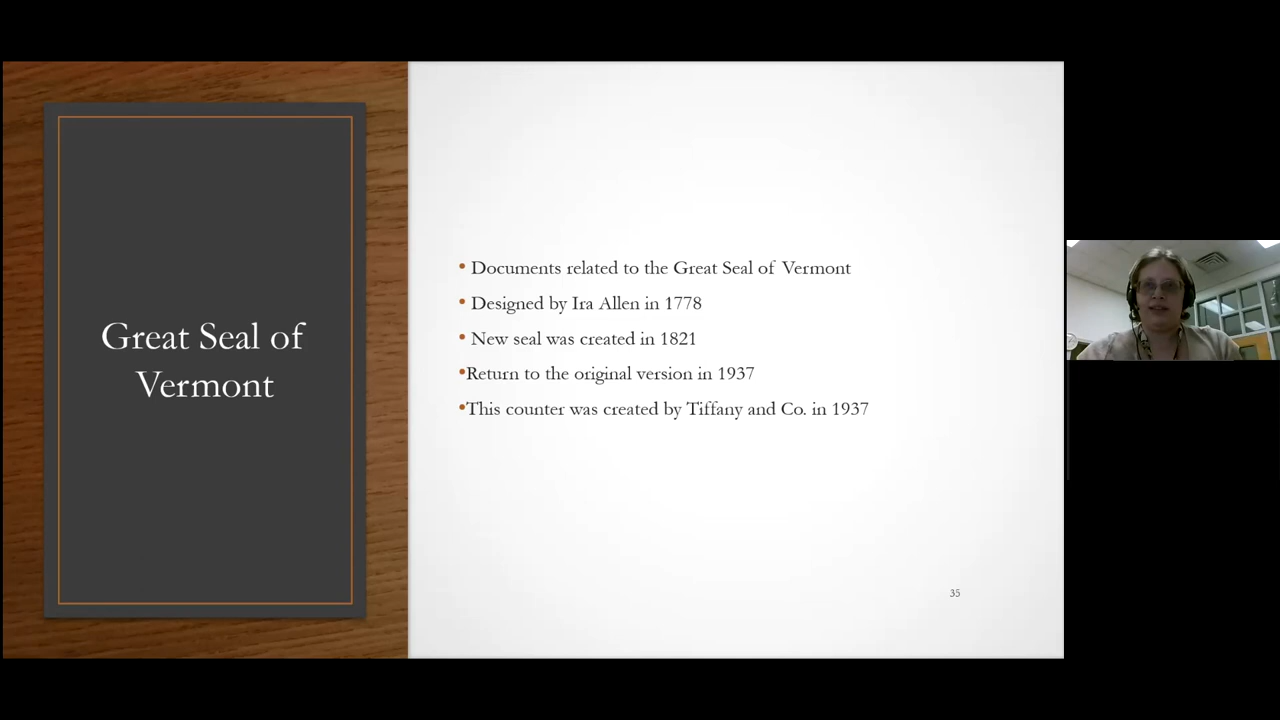 Great Seal of
Vermont
• Documents related to the Great Seal of Vermont
• Designed by Ira Allen in 1778
• New seal was created in 1821
•Return to the original version in 1937
•This counter was created by Tiffany and Co. in 1937
35